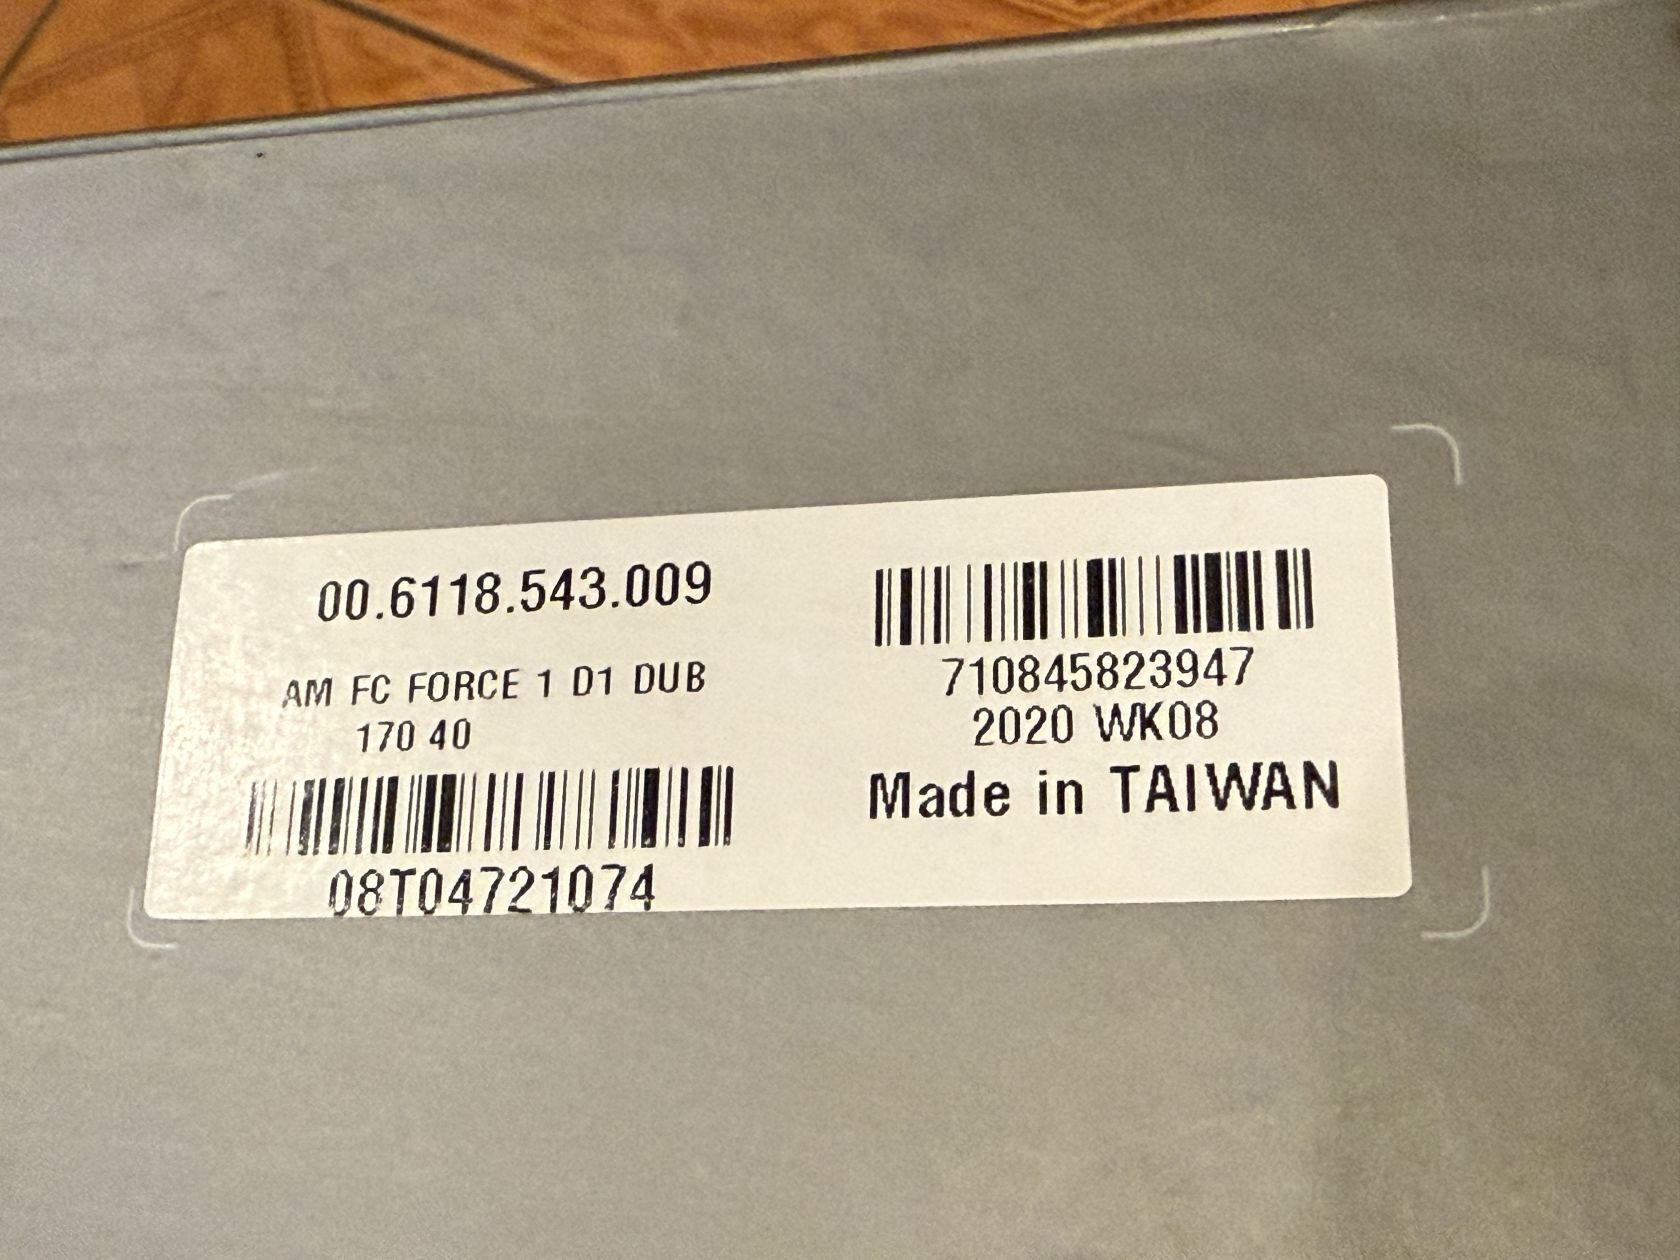 00.6118.543.009
AM FC FORCE 1 D1 DUB
170 40
08T04721074
710845823947
2020 WK08
Made in TAIWAN